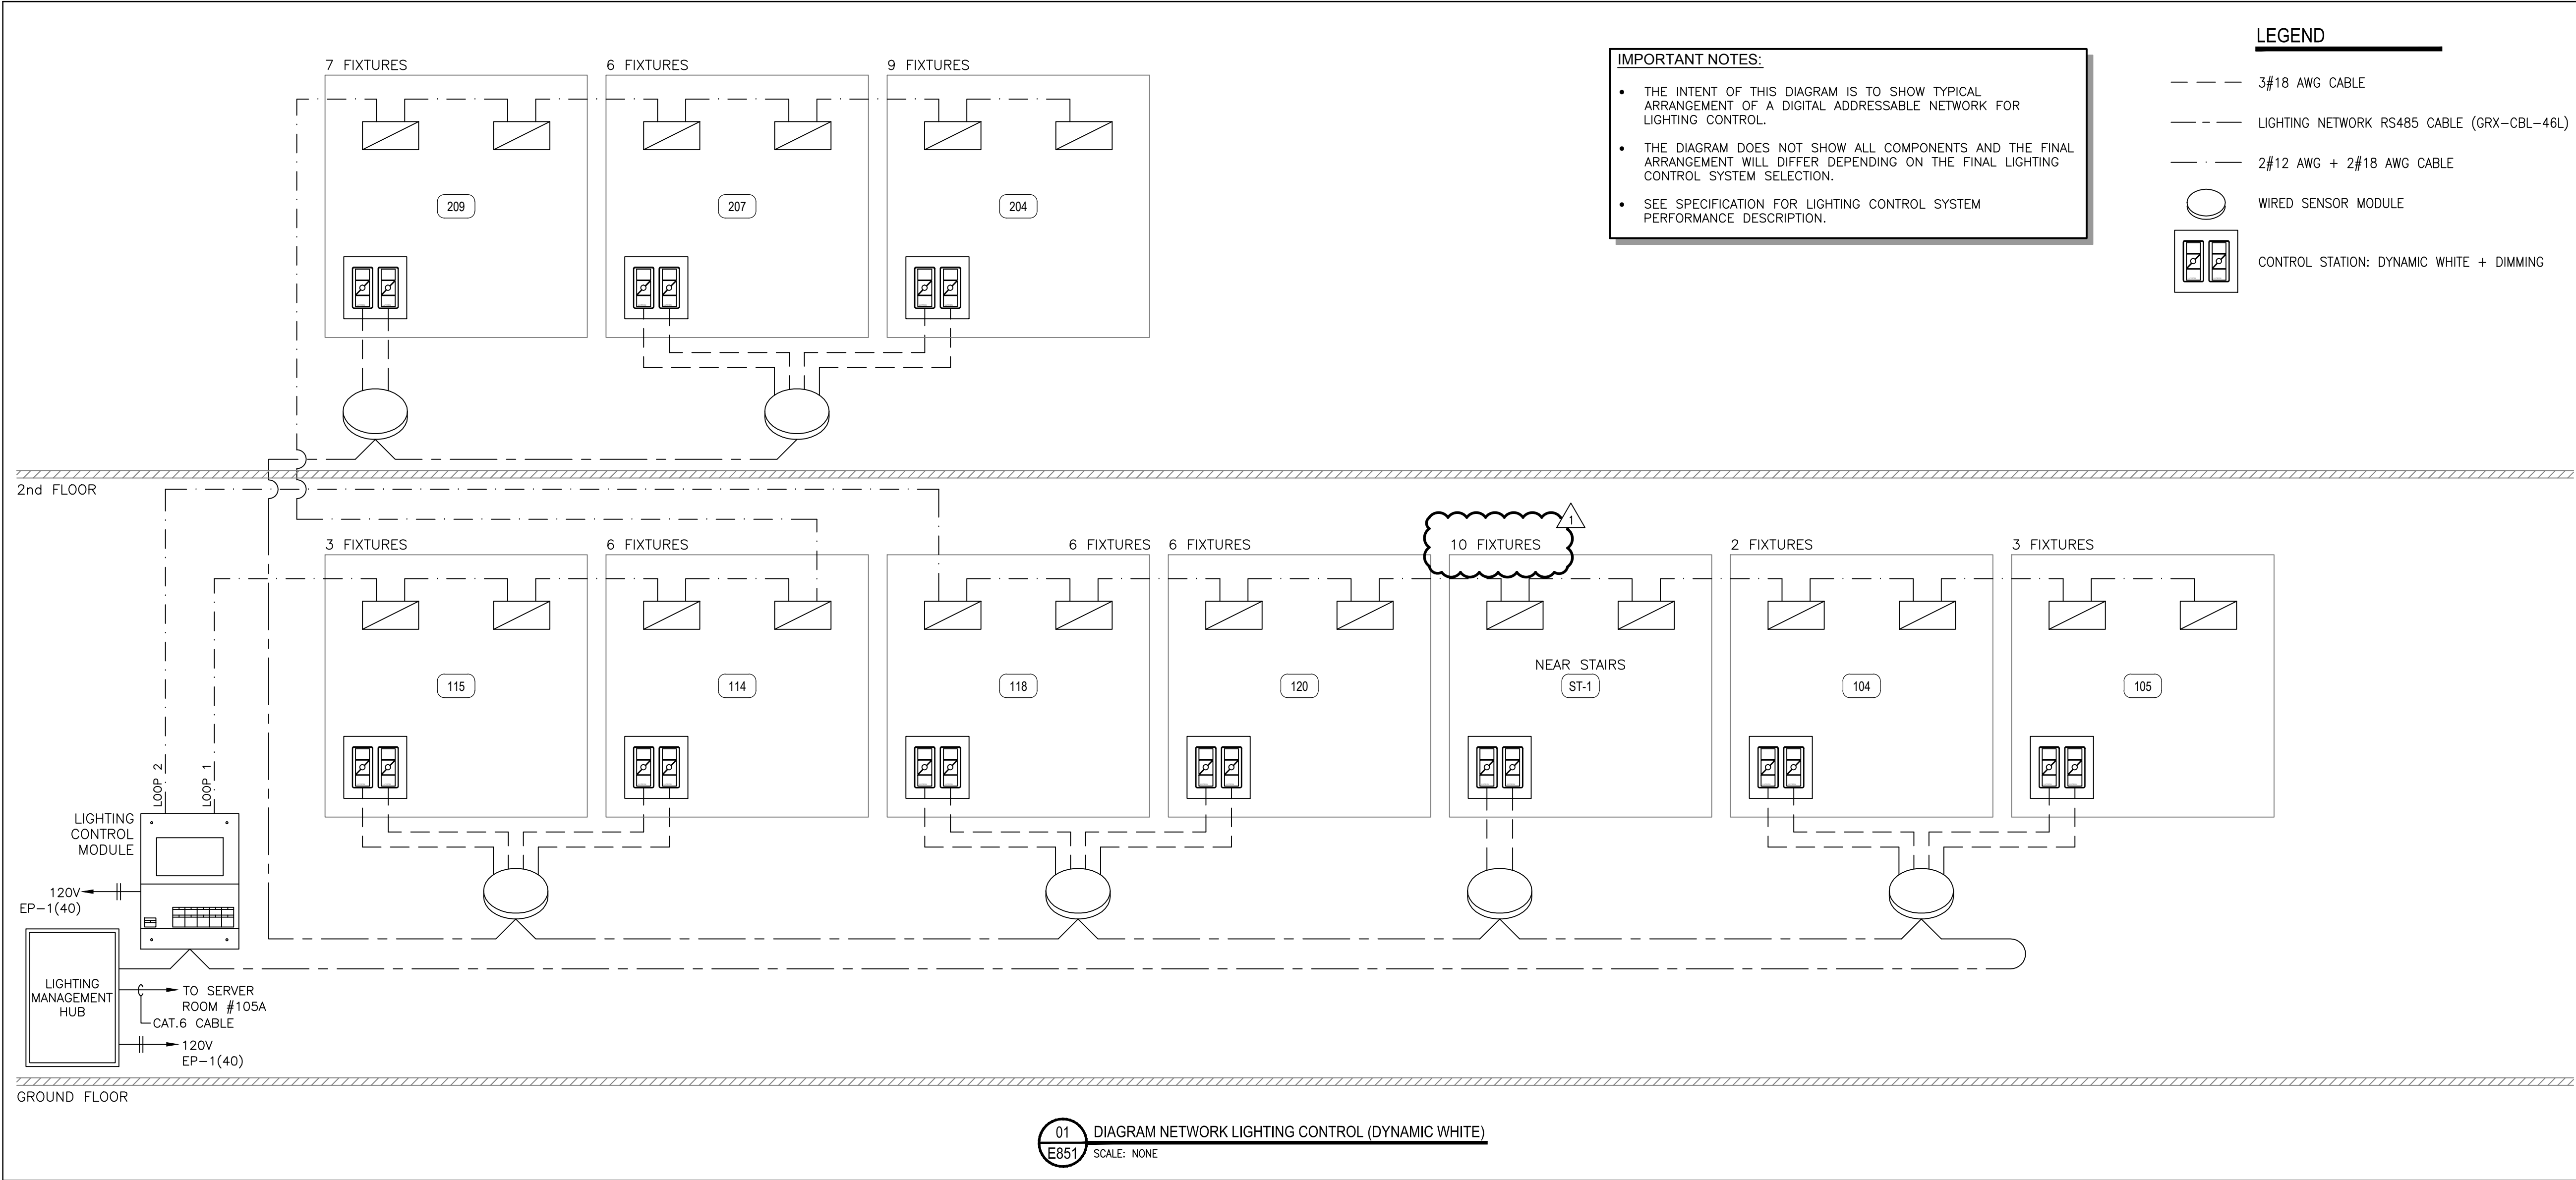 LEGEND
3#18 AWG CABLE
LIGHTING NETWORK RS485 CABLE (GRX-CBL-46L)
2#12 AWG + 2#18 AWG CABLE
WIRED SENSOR MODULE
CONTROL STATION: DYNAMIC WHITE + DIMMING
IMPORTANT NOTES:
• THE INTENT OF THIS DIAGRAM IS TO SHOW TYPICAL
ARRANGEMENT OF A DIGITAL ADDRESSABLE NETWORK FOR
LIGHTING CONTROL.
• THE DIAGRAM DOES NOT SHOW ALL COMPONENTS AND THE FINAL
ARRANGEMENT WILL DIFFER DEPENDING ON THE FINAL LIGHTING
CONTROL SYSTEM SELECTION.
• SEE SPECIFICATION FOR LIGHTING CONTROL SYSTEM
PERFORMANCE DESCRIPTION.
7 FIXTURES
6 FIXTURES
9 FIXTURES
209
207
204
2nd FLOOR
1
3 FIXTURES
6 FIXTURES
6 FIXTURES
6 FIXTURES
10 FIXTURES
2 FIXTURES
3 FIXTURES
NEAR STAIRS
115
114
118
120
ST-1
104
105
LOOP 2
LOOP 1
LIGHTING
CONTROL
MODULE
120V
EP-1(40)
LIGHTING
MANAGEMENT
HUB
TO SERVER
ROOM #105A
CAT.6 CABLE
120V
EP-1(40)
GROUND FLOOR
01
E851
DIAGRAM NETWORK LIGHTING CONTROL (DYNAMIC WHITE)
SCALE: NONE